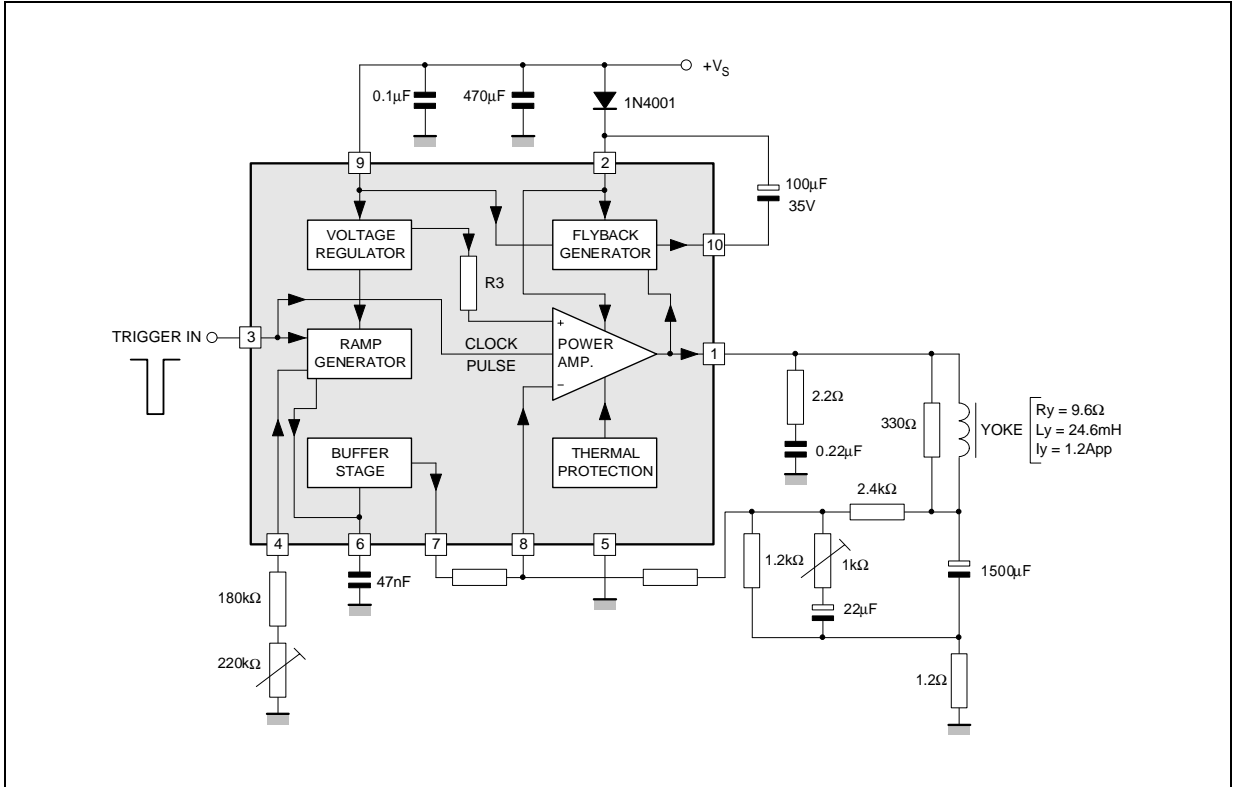 +VS
0.1µF
470µF
1N4001
9
2
100µF
35V
VOLTAGE
REGULATOR
FLYBACK
GENERATOR
10
R3
TRIGGER IN
3
RAMP
GENERATOR
CLOCK
PULSE
+
POWER
AMP.
−
1
2.2Ω
0.22µF
330Ω
YOKE
Ry = 9.6Ω
Ly = 24.6mH
Iy = 1.2App
BUFFER
STAGE
THERMAL
PROTECTION
2.4kΩ
4
6
7
8
5
47nF
1.2kΩ
1kΩ
22µF
1500µF
180kΩ
220kΩ
1.2Ω